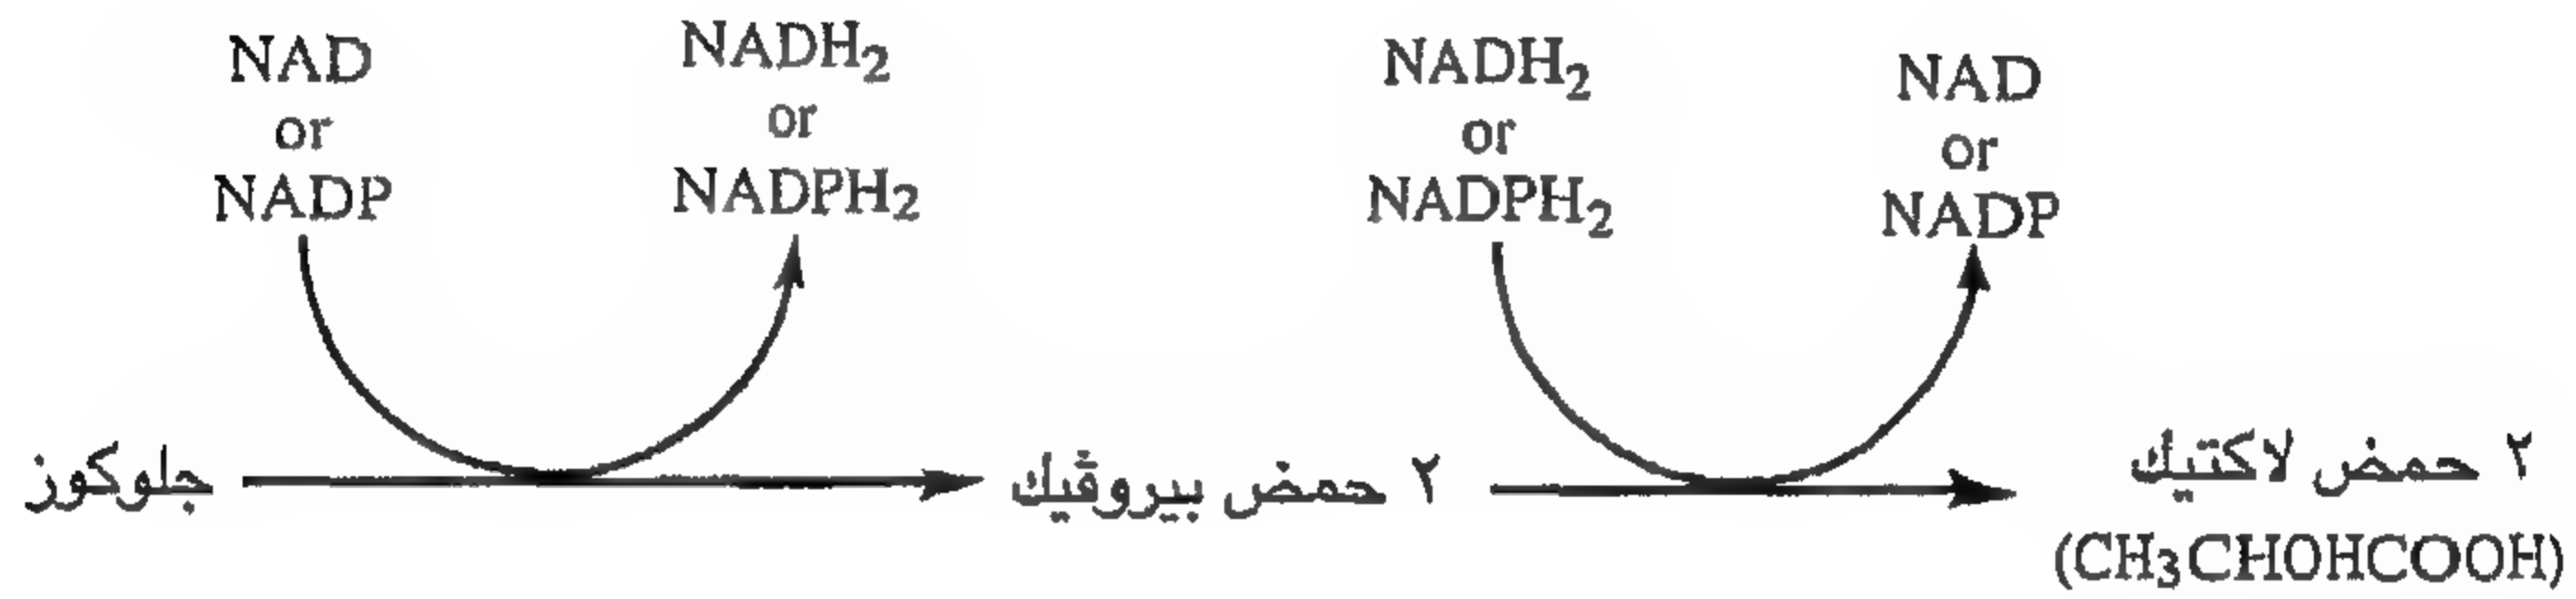 NAD
or
NADP
NADH₂
or
NADPH₂
NADH₂
or
NADPH₂
NAD
or
NADP
جلوكوز
٢ حمض بيروڤيك
٢ حمض لاكتيك
(CH₃CHOHCOOH)